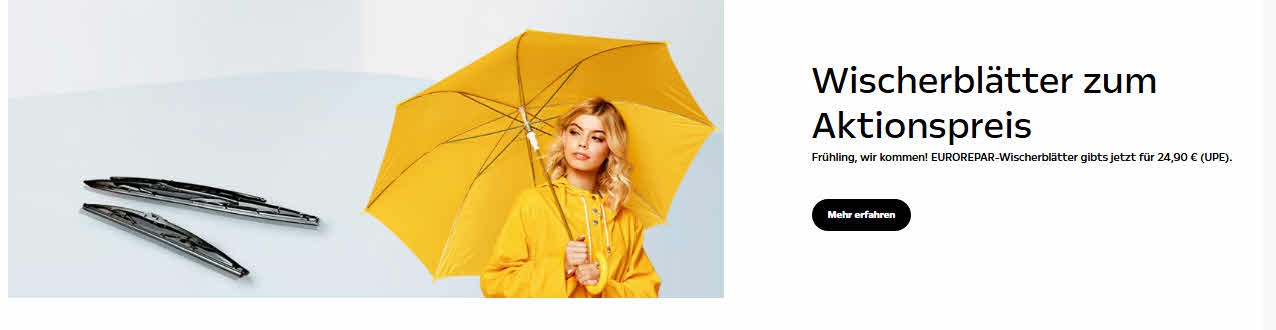 Wischerblätter zum
Aktionspreis
Frühling, wir kommen! EUROREPAR-Wischerblätter gibts jetzt für 24,90 € (UPE).
Mehr erfahren